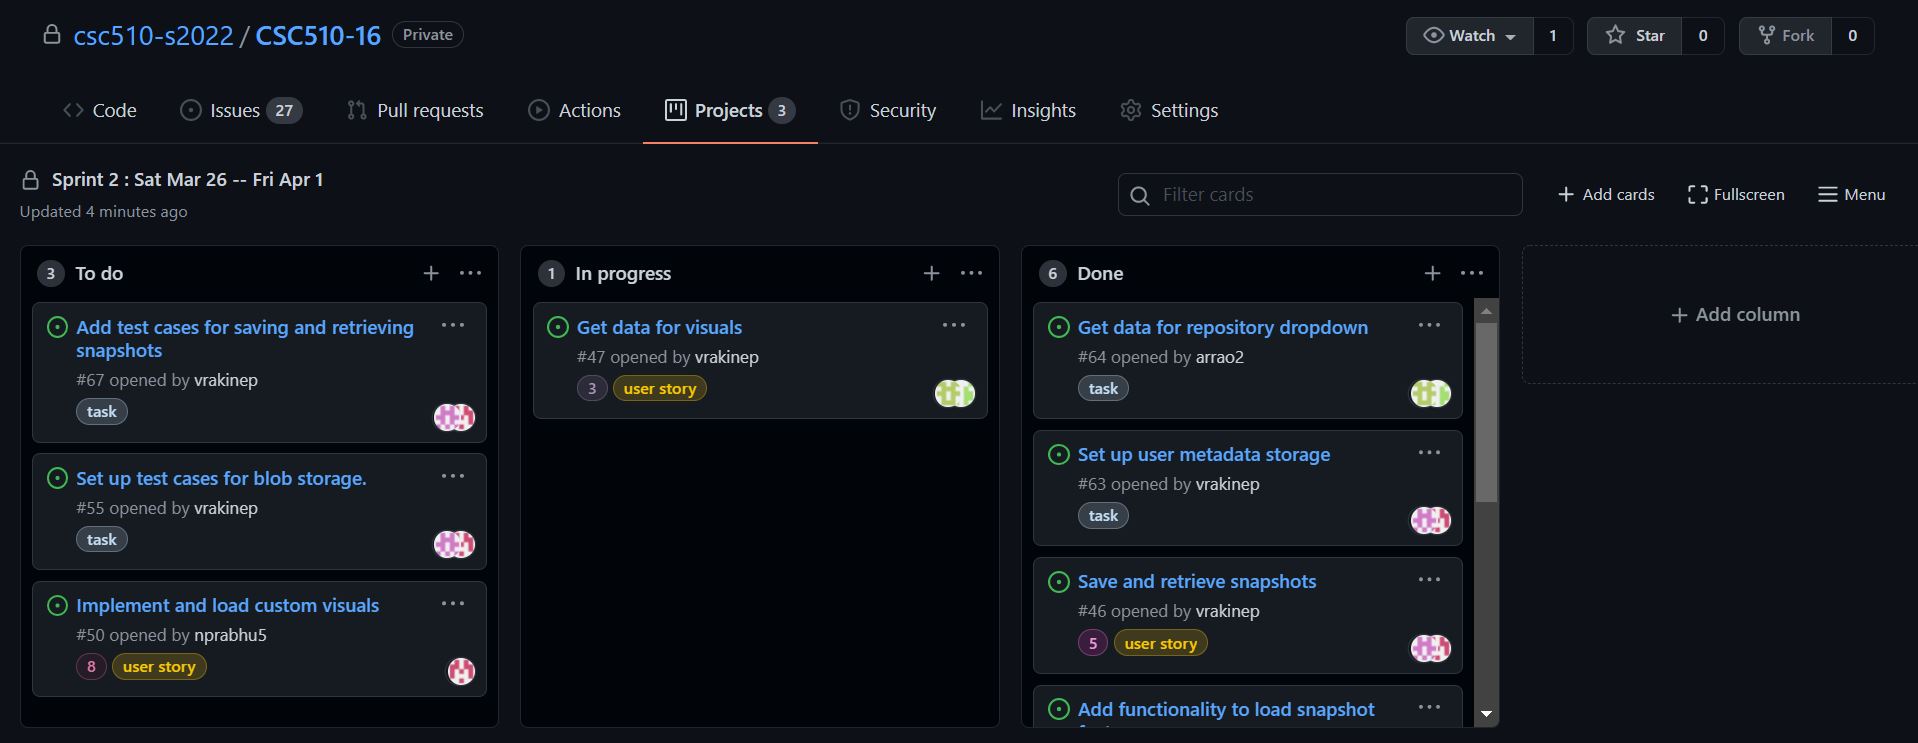 csc510-s2022 / CSC510-16 Private
Watch 1 Star 0 Fork 0
Code Issues 27 Pull requests Actions Projects 3 Security Insights Settings
Sprint 2 : Sat Mar 26 -- Fri Apr 1
Updated 4 minutes ago
Filter cards
+ Add cards Fullscreen Menu
3 To do
Add test cases for saving and retrieving
snapshots
#67 opened by vrakinep
task
Set up test cases for blob storage.
#55 opened by vrakinep
task
Implement and load custom visuals
#50 opened by nprabhu5
8 user story
1 In progress
Get data for visuals
#47 opened by vrakinep
3 user story
6 Done
Get data for repository dropdown
#64 opened by arrao2
task
Set up user metadata storage
#63 opened by vrakinep
task
Save and retrieve snapshots
#46 opened by vrakinep
5 user story
Add functionality to load snapshot
+ Add column